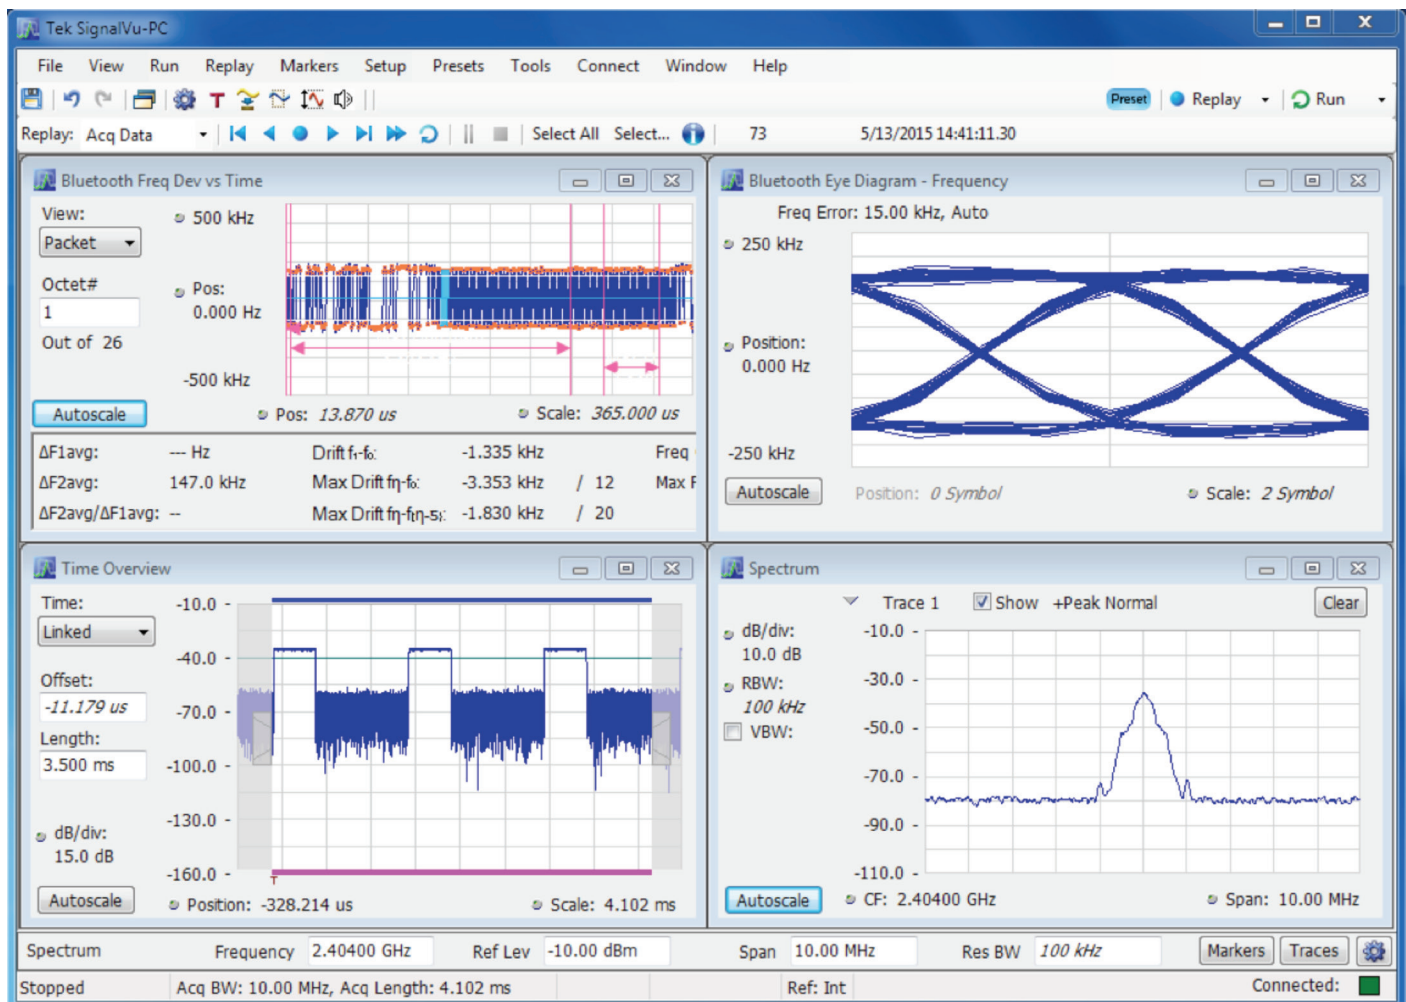 Tek SignalVu-PC
File View Run Replay Markers Setup Presets Tools Connect Window Help
T Preset Replay Run
Replay: Acq Data Select All Select... 73 5/13/2015 14:41:11.30
Bluetooth Freq Dev vs Time
View:
Packet
Octet#
1
Out of 26
500 kHz
Pos:
0.000 Hz
-500 kHz
Autoscale Pos: 13.870 us Scale: 365.000 us
ΔF1avg: --- Hz Drift f₁-f₀: -1.335 kHz Freq
ΔF2avg: 147.0 kHz Max Drift fη-f₀: -3.353 kHz / 12 Max F
ΔF2avg/ΔF1avg: -- Max Drift fη-f(η-5): -1.830 kHz / 20
Bluetooth Eye Diagram - Frequency
Freq Error: 15.00 kHz, Auto
250 kHz
Position:
0.000 Hz
-250 kHz
Autoscale Position: 0 Symbol Scale: 2 Symbol
Time Overview
Time:
Linked
Offset:
-11.179 us
Length:
3.500 ms
dB/div:
15.0 dB
Autoscale
-10.0
-40.0
-70.0
-100.0
-130.0
-160.0
T
Position: -328.214 us Scale: 4.102 ms
Spectrum
Trace 1 Show +Peak Normal Clear
dB/div:
10.0 dB
RBW:
100 kHz
VBW:
-10.0
-30.0
-50.0
-70.0
-90.0
-110.0
Autoscale CF: 2.40400 GHz Span: 10.00 MHz
Spectrum Frequency 2.40400 GHz Ref Lev -10.00 dBm Span 10.00 MHz Res BW 100 kHz Markers Traces
Stopped Acq BW: 10.00 MHz, Acq Length: 4.102 ms Ref: Int Connected: